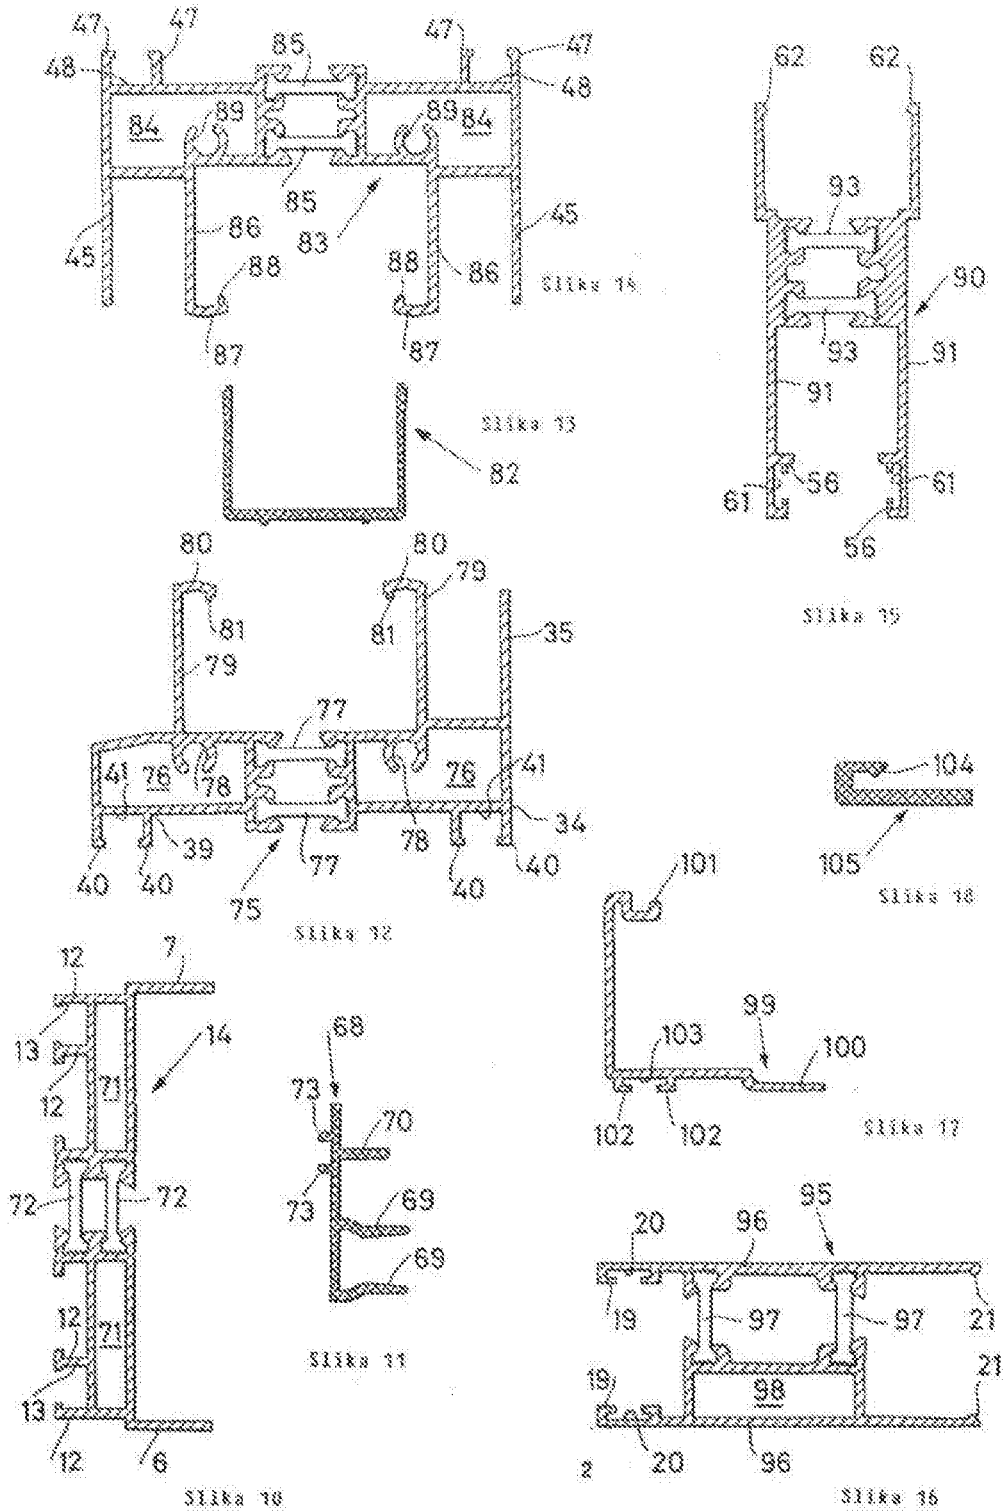 47 47 85 47 47
48 48
84 89 89 84
45 86 83 85 45
88 88 86
87 87
Slika 14
62 62
93
90
93 91
91
61 56 61
56
Slika 15
Slika 13
82
80 80 79
81 81 35
79
77
41 76 78 78 76 41
39 77 34
40 40 75 40 40
Slika 12
104
105
Slika 18
101
99
103 100
102 102
Slika 17
12 7
13 14
12 71
72 72
12 71
13
12 6
Slika 10
68
73 70
73 69
69
Slika 11
95
20 96
19 97 97 21
19 98 21
20 96
2
Slika 16